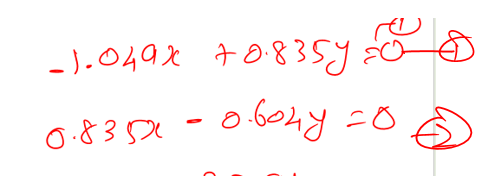 -1.049x + 0.835y = 0 — ①
0.835x - 0.604y = 0 — ②